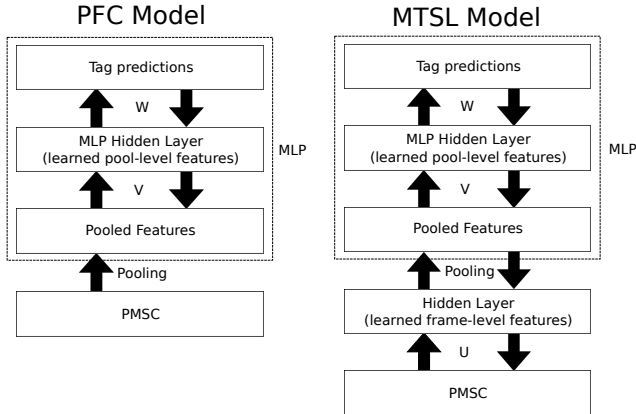 PFC Model
Tag predictions
W
MLP Hidden Layer
(learned pool-level features)
MLP
V
Pooled Features
Pooling
PMSC
MTSL Model
Tag predictions
W
MLP Hidden Layer
(learned pool-level features)
MLP
V
Pooled Features
Pooling
Hidden Layer
(learned frame-level features)
U
PMSC